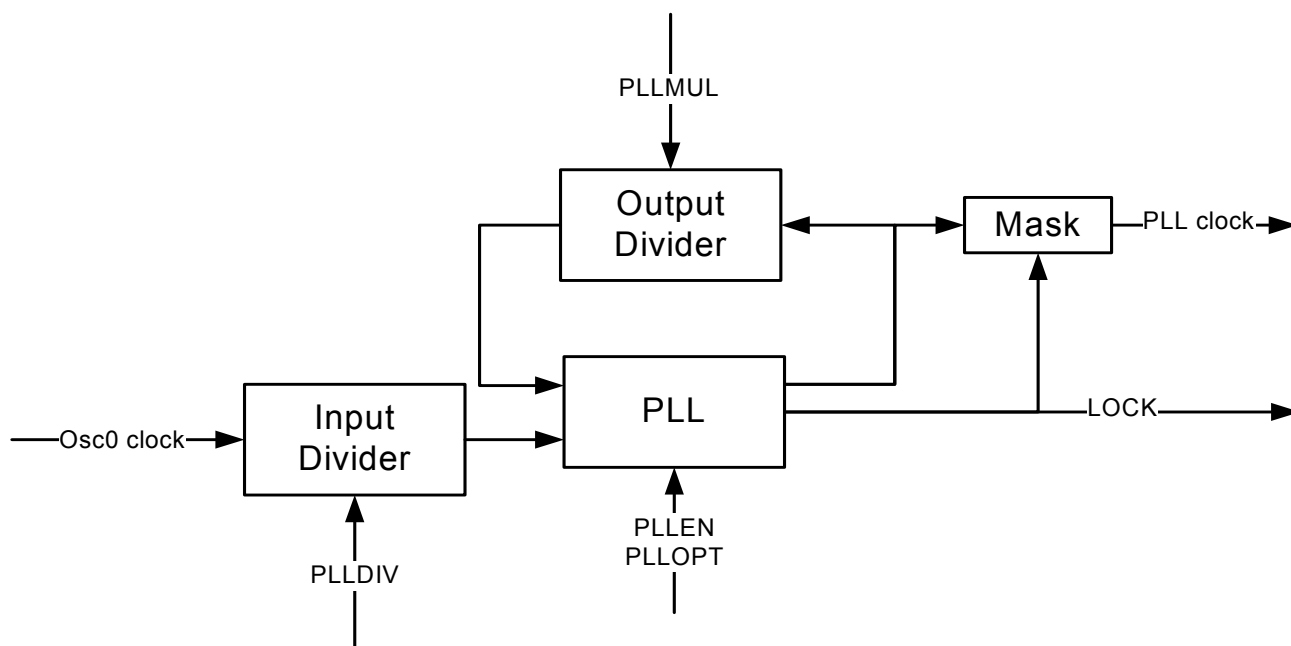 PLLMUL
Output
Divider
Mask
PLL clock
PLL
LOCK
Input
Divider
Osc0 clock
PLLEN
PLLOPT
PLLDIV